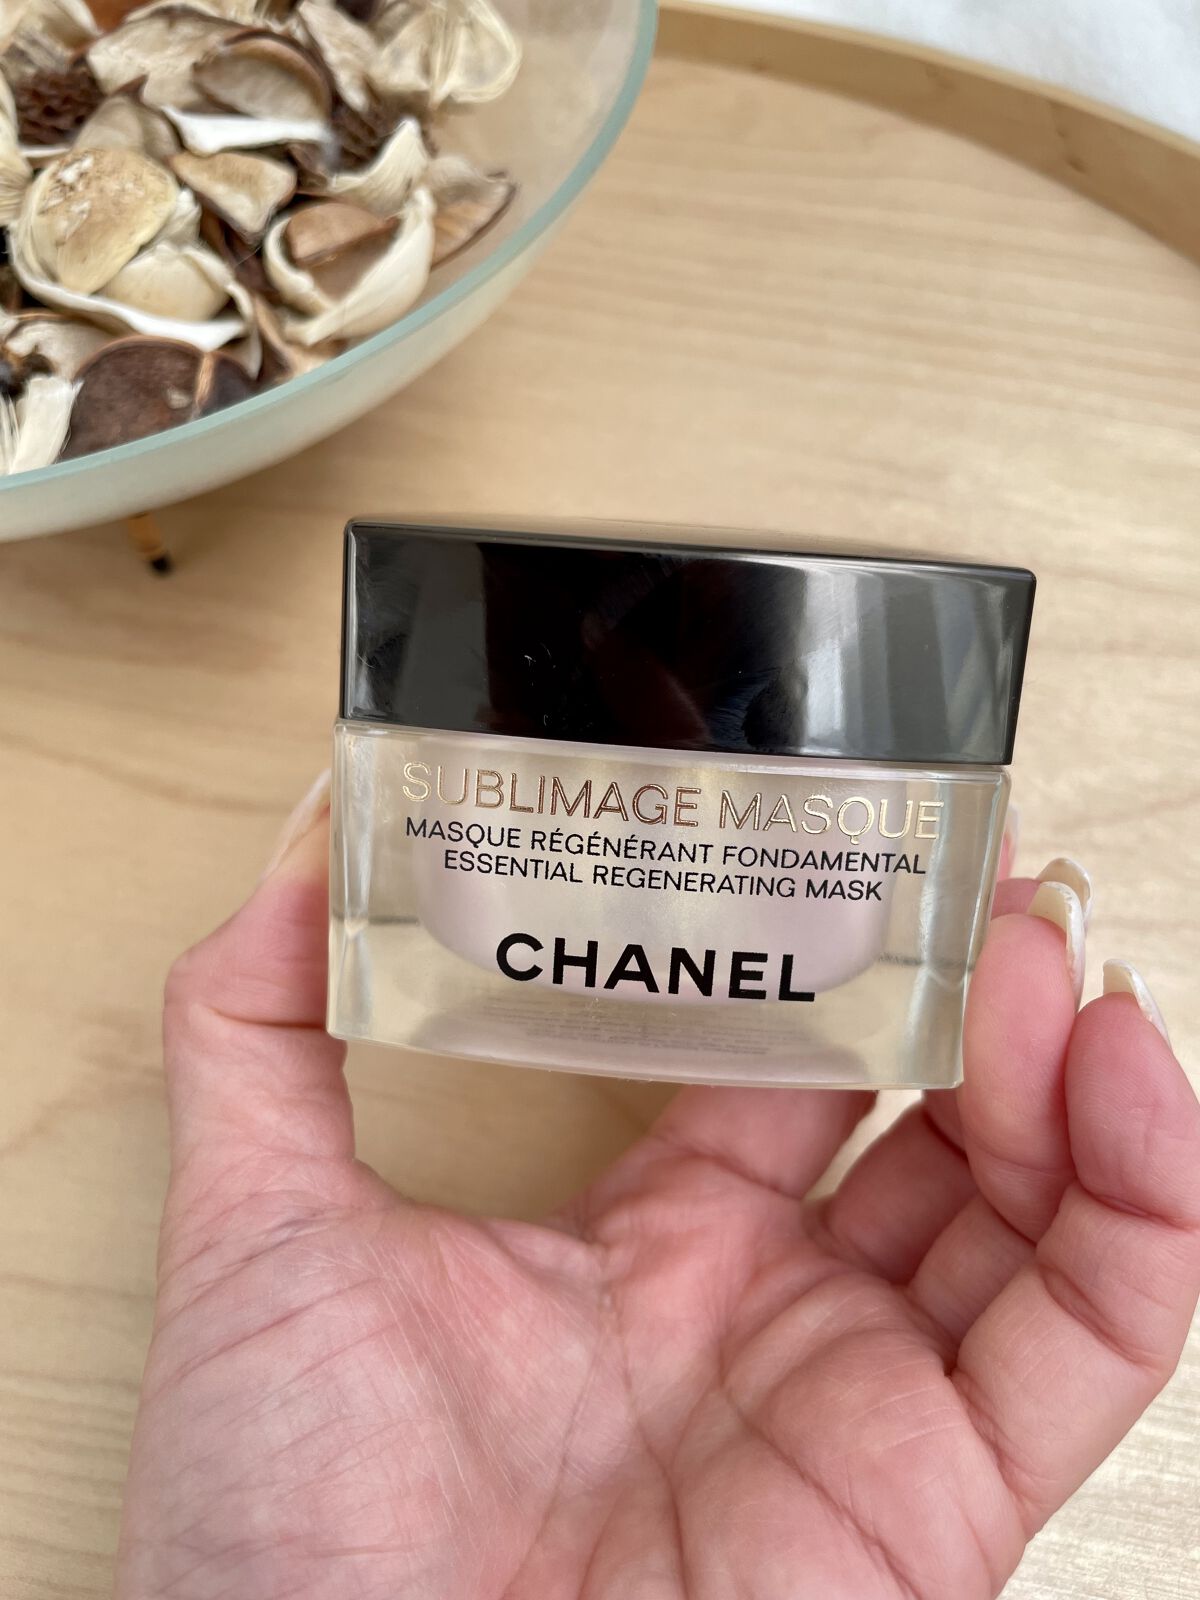 SUBLIMAGE MASQUE
MASQUE RÉGÉNÉRANT FONDAMENTAL
ESSENTIAL REGENERATING MASK
CHANEL